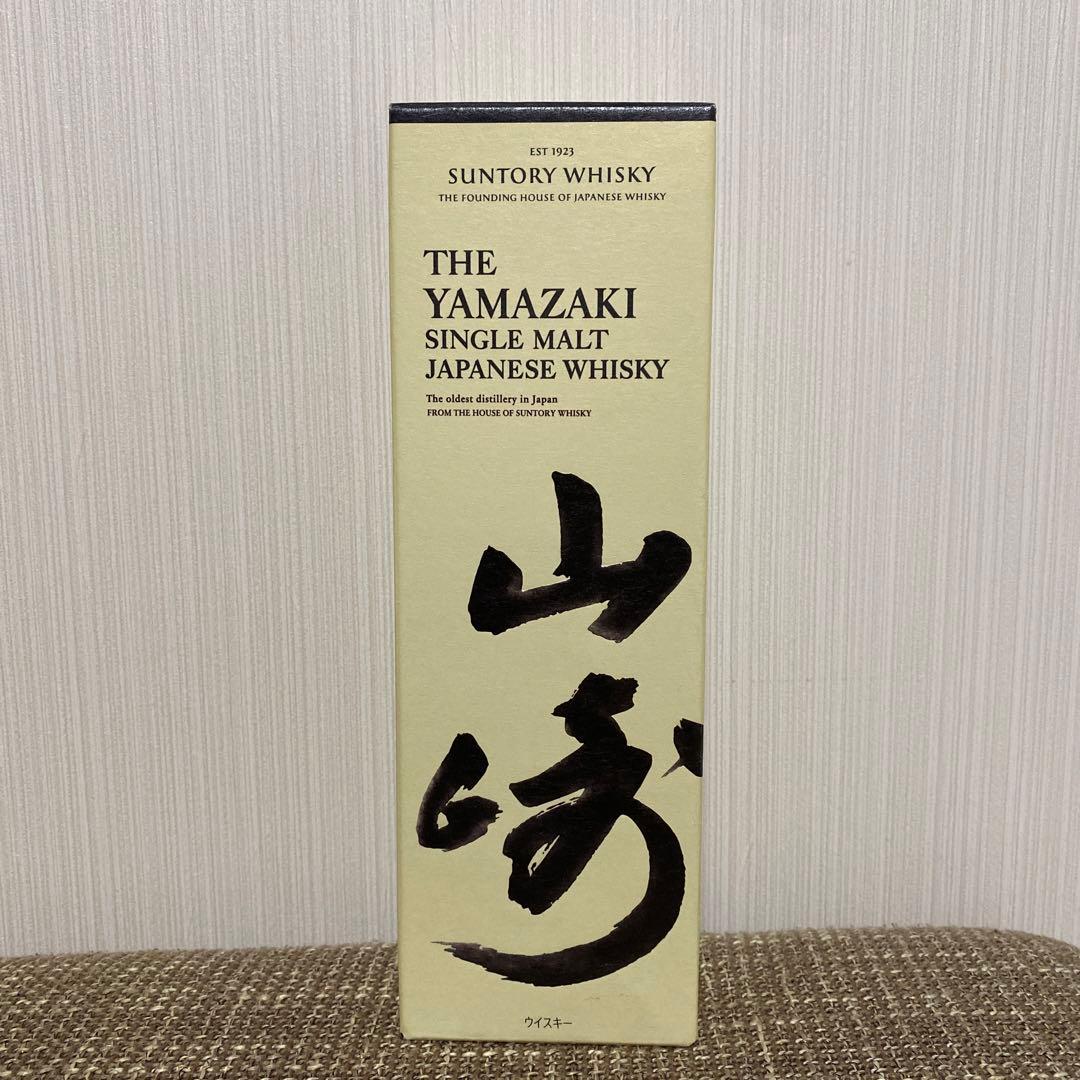 EST 1923
SUNTORY WHISKY
THE FOUNDING HOUSE OF JAPANESE WHISKY
THE
YAMAZAKI
SINGLE MALT
JAPANESE WHISKY
The oldest distillery in Japan
FROM THE HOUSE OF SUNTORY WHISKY
山
崎
ウイスキー